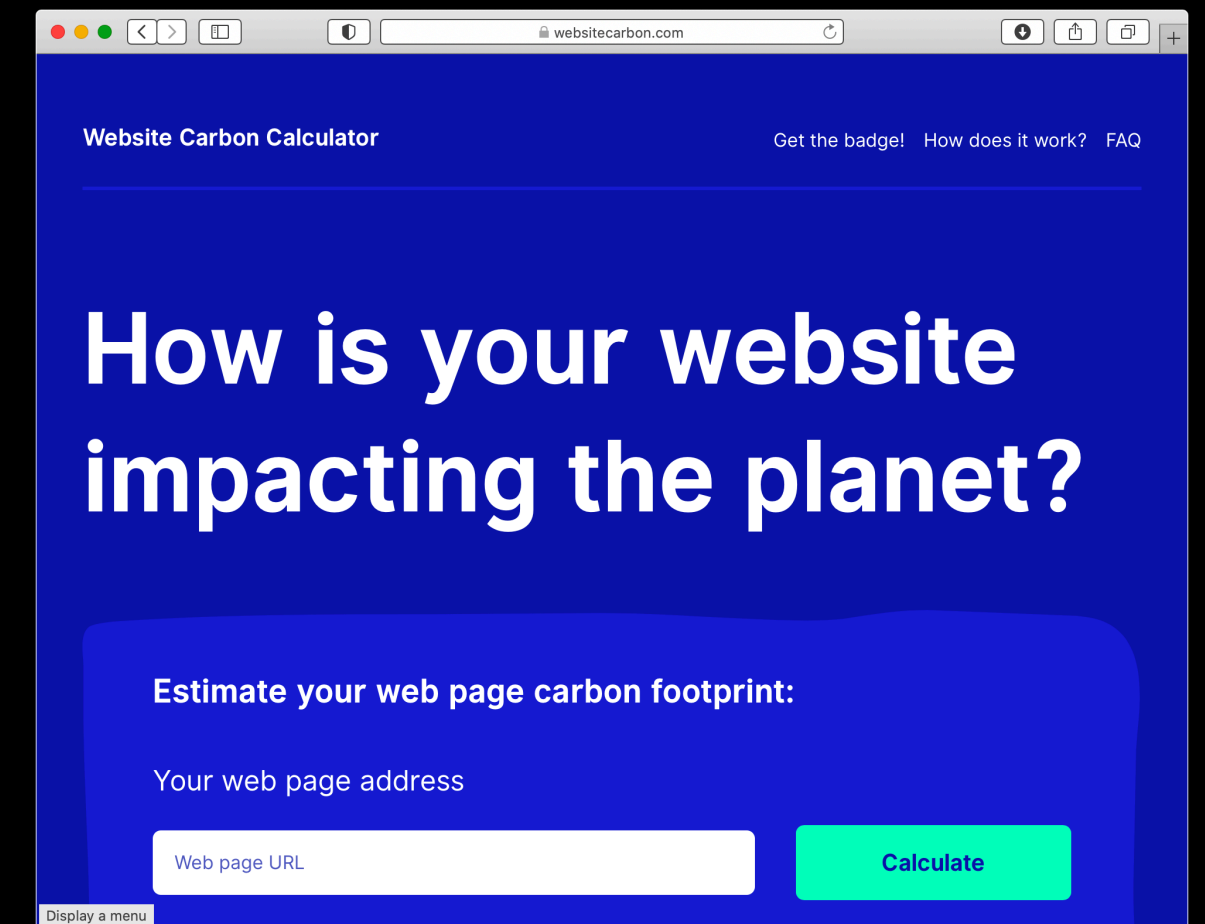 websitecarbon.com
Website Carbon Calculator
Get the badge! How does it work? FAQ
How is your website
impacting the planet?
Estimate your web page carbon footprint:
Your web page address
Web page URL
Calculate
Display a menu